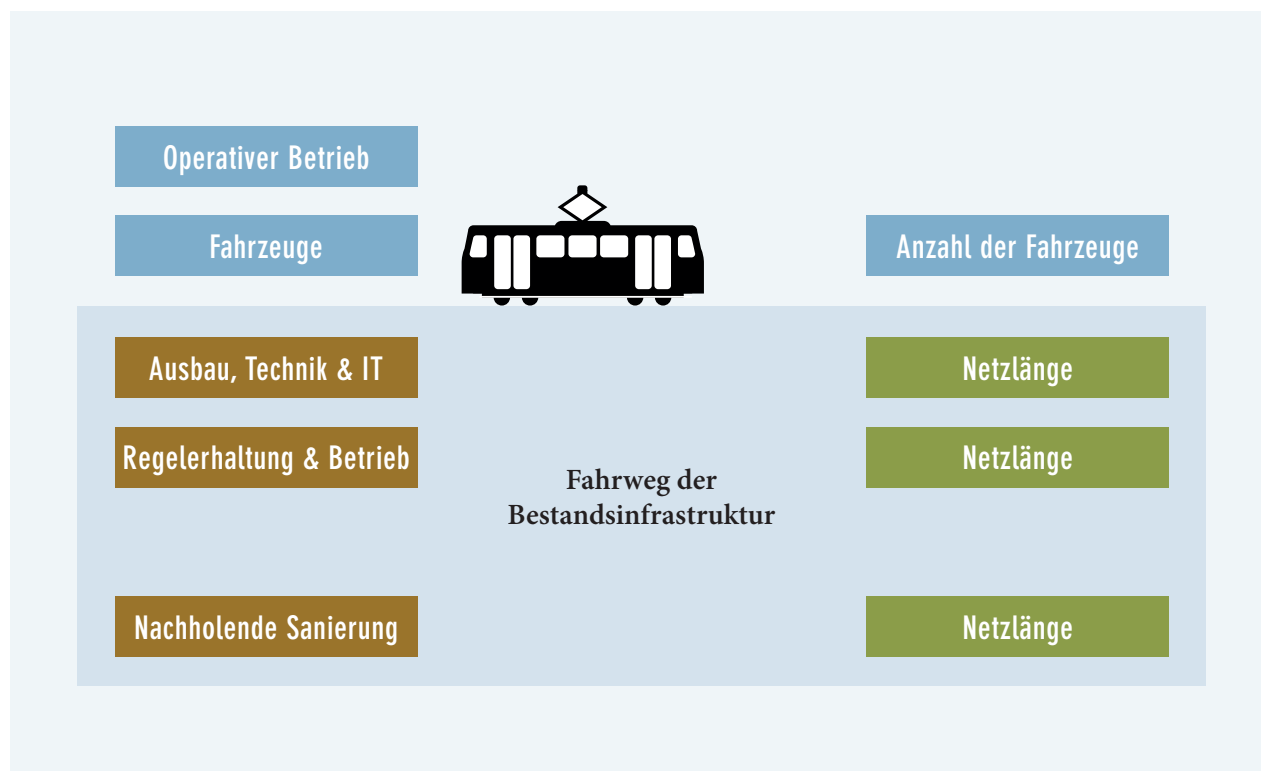 Operativer Betrieb
Fahrzeuge
Anzahl der Fahrzeuge
Ausbau, Technik & IT
Netzlänge
Regelerhaltung & Betrieb
Netzlänge
Fahrweg der
Bestandsinfrastruktur
Nachholende Sanierung
Netzlänge